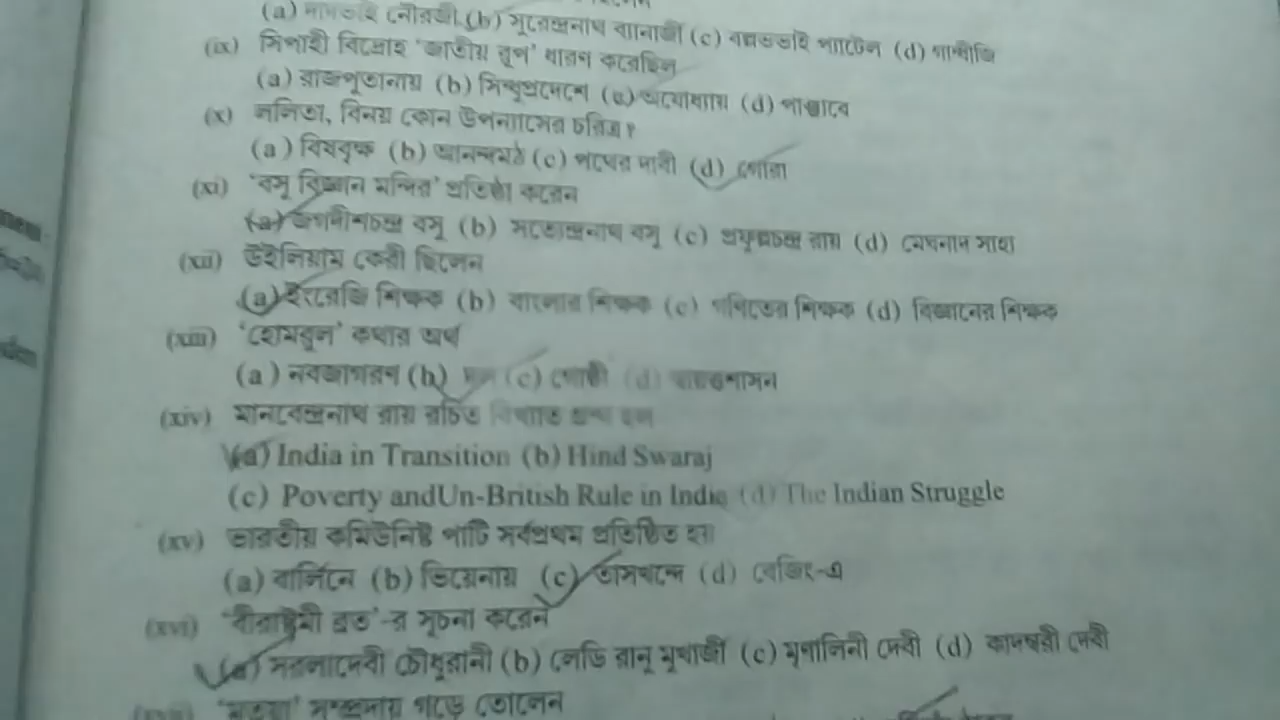 (a) দাদাভাই নৌরজী (b) সুরেন্দ্রনাথ ব্যানার্জী (c) বল্লভভাই প্যাটেল (d) গান্ধীজি
(ix) সিপাহী বিদ্রোহ 'জাতীয় রূপ' ধারণ করেছিল
(a) রাজপুতানায় (b) সিন্ধুপ্রদেশে (c) অযোধ্যায় (d) পাঞ্জাবে
(x) ললিতা, বিনয় কোন উপন্যাসের চরিত্র?
(a) বিষবৃক্ষ (b) আনন্দমঠ (c) পথের দাবী (d) গোরা
(xi) 'বসু বিজ্ঞান মন্দির' প্রতিষ্ঠা করেন
(a) জগদীশচন্দ্র বসু (b) সত্যেন্দ্রনাথ বসু (c) প্রফুল্লচন্দ্র রায় (d) মেঘনাদ সাহা
(xii) উইলিয়াম কেরী ছিলেন
(a) ইংরেজি শিক্ষক (b) বাংলার শিক্ষক (c) গণিতের শিক্ষক (d) বিজ্ঞানের শিক্ষক
(xiii) 'হোমরুল' কথার অর্থ
(a) নবজাগরণ (b) দল (c) গোষ্ঠী (d) স্বায়ত্তশাসন
(xiv) মানবেন্দ্রনাথ রায় রচিত বিখ্যাত গ্রন্থ হল
(a) India in Transition (b) Hind Swaraj
(c) Poverty andUn-British Rule in India (d) The Indian Struggle
(xv) ভারতীয় কমিউনিষ্ট পার্টি সর্বপ্রথম প্রতিষ্ঠিত হয়
(a) বার্লিনে (b) ভিয়েনায় (c) তাসখন্দে (d) বেজিং-এ
(xvi) 'বীরাষ্টমী ব্রত'-র সূচনা করেন
(a) সরলাদেবী চৌধুরানী (b) লেডি রানু মুখার্জী (c) মৃণালিনী দেবী (d) কাদম্বরী দেবী
(xvii) 'মতুয়া' সম্প্রদায় গড়ে তোলেন